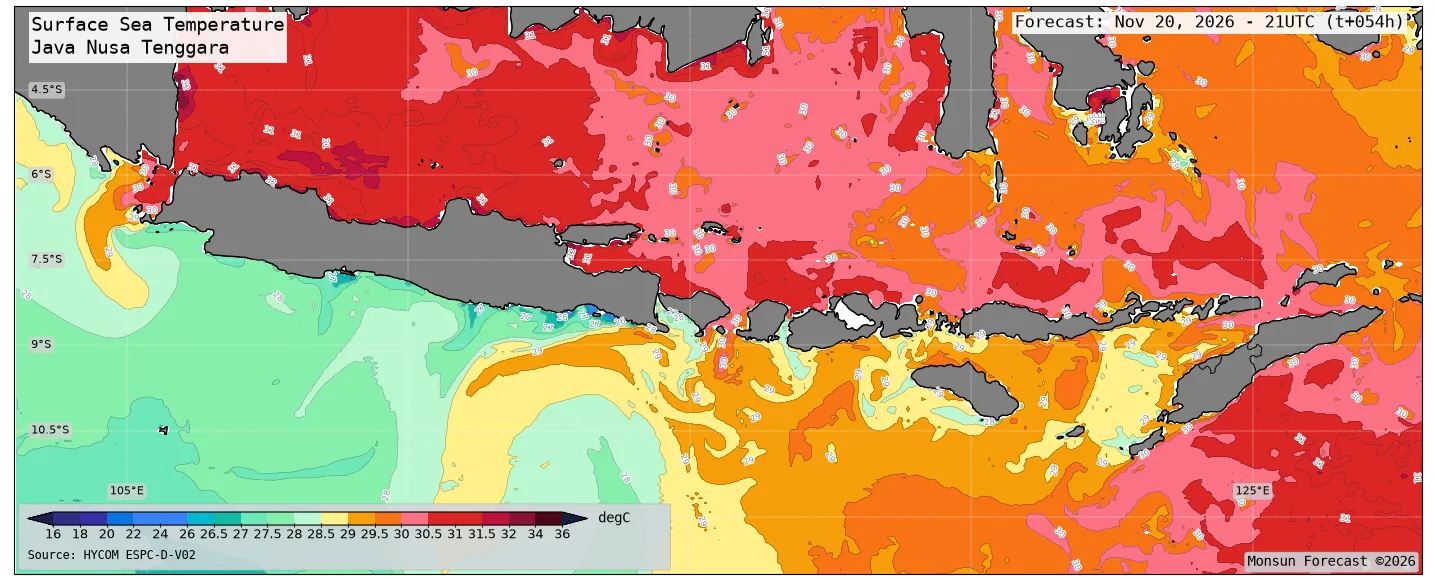 Surface Sea Temperature
Java Nusa Tenggara
Forecast: Nov 20, 2026 - 21UTC (t+054h)
4.5°S
6°S
7.5°S
9°S
10.5°S
105°E
125°E
degC
16 18 20 22 24 26 26.5 27 27.5 28 28.5 29 29.5 30 30.5 31 31.5 32 34 36
Source: HYCOM ESPC-D-V02
Monsun Forecast ©2026